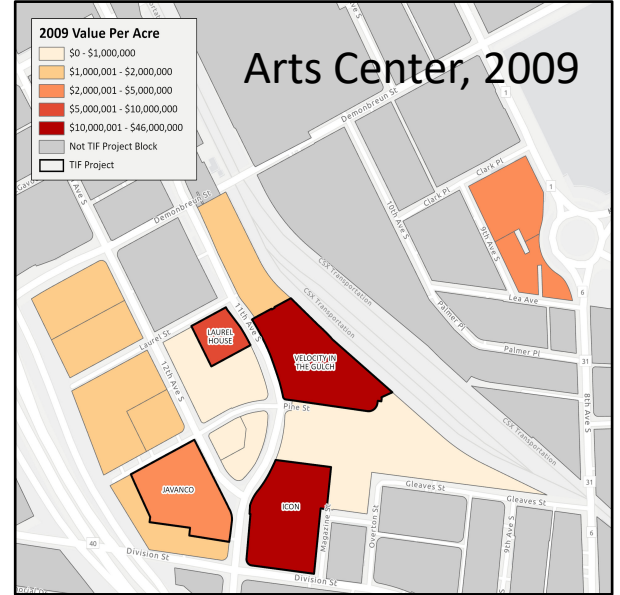 2009 Value Per Acre
$0 - $1,000,000
$1,000,001 - $2,000,000
$2,000,001 - $5,000,000
$5,000,001 - $10,000,000
$10,000,001 - $46,000,000
Not TIF Project Block
TIF Project
Arts Center, 2009
Demonbreun St
1
Clark Pl
Clark Pl
1
10th Ave S
9th Ave S
Demonbreun St
CSX Transportation
CSX Transportation
6
Lea Ave
11th Ave S
Palmer Pl
Laurel St
LAUREL
HOUSE
Palmer Pl
31
VELOCITY IN
THE GULCH
12th Ave S
8th Ave S
Pine St
CSX Transportation
31
Gleaves St
Gleaves St
JAVANCO
ICON
Magazine St
Overton St
9th Ave S
6
40
Division St
Division St